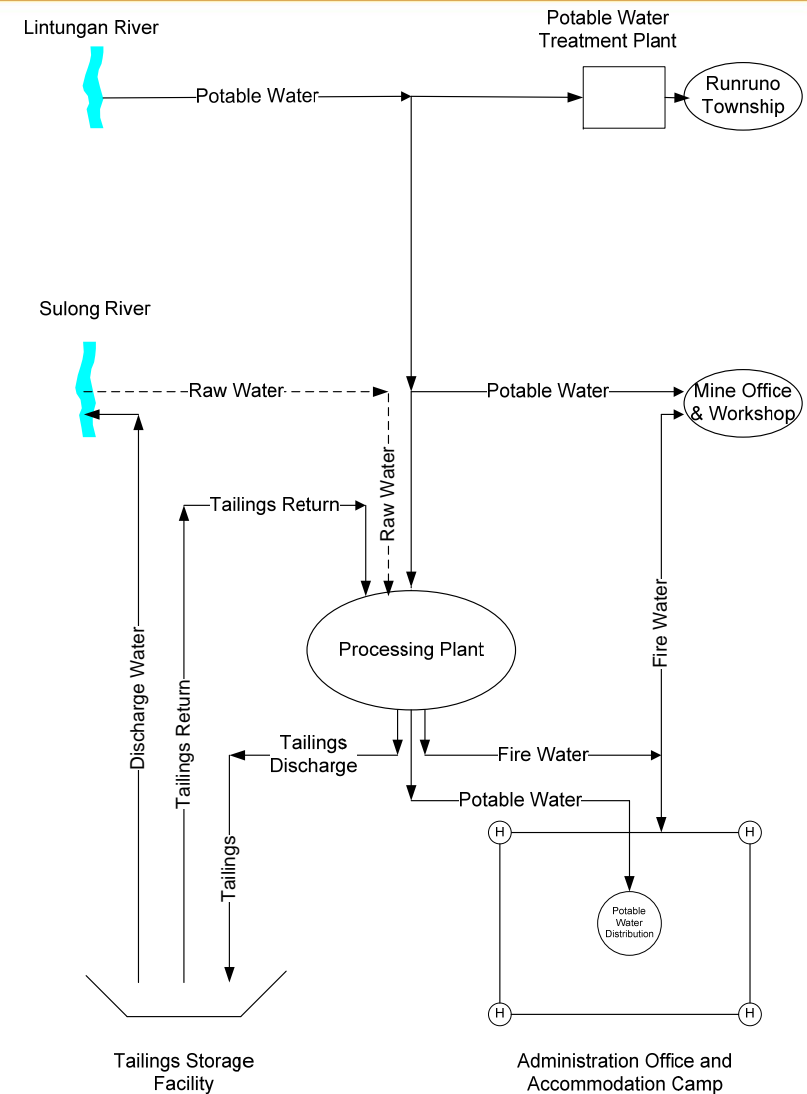 Lintungan River
Potable Water
Treatment Plant
Potable Water
Runruno
Township
Sulong River
Raw Water
Potable Water
Mine Office
& Workshop
Raw Water
Tailings Return
Fire Water
Processing Plant
Discharge Water
Tailings Return
Tailings
Discharge
Fire Water
Potable Water
Tailings
H
H
Potable
Water
Distribution
H
H
Tailings Storage
Facility
Administration Office and
Accommodation Camp